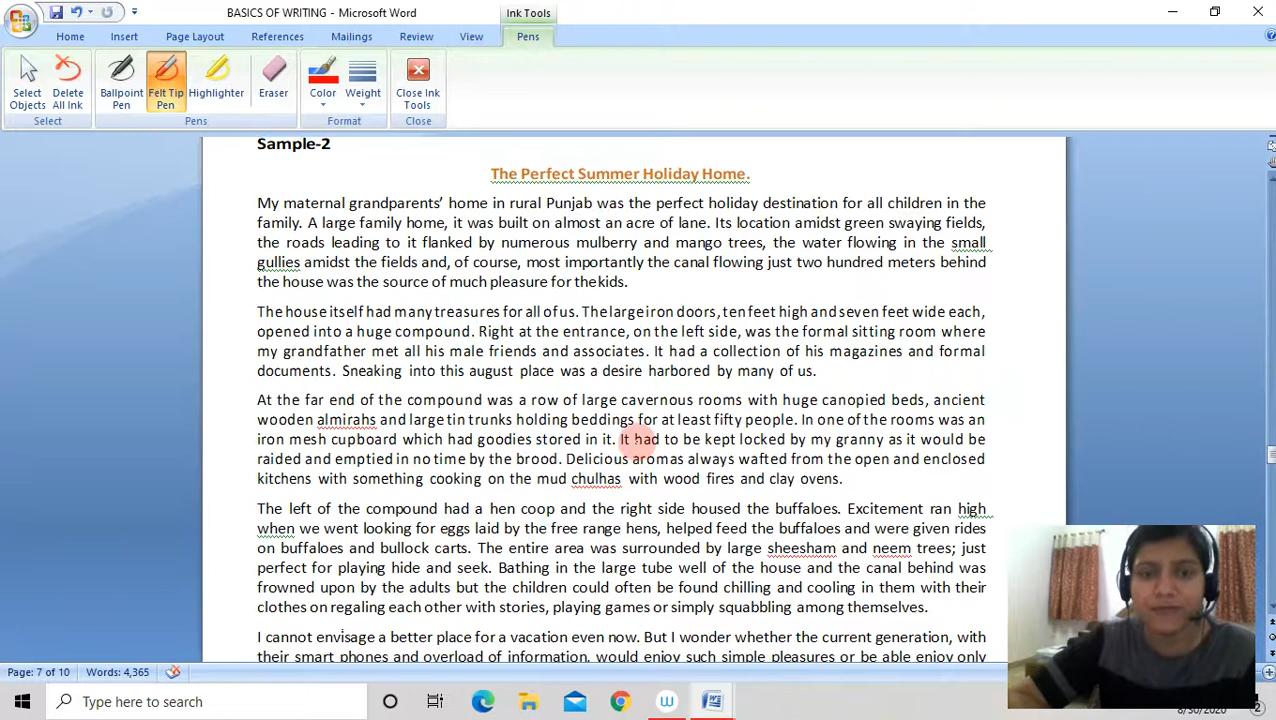 BASICS OF WRITING - Microsoft Word
Ink Tools
Home Insert Page Layout References Mailings Review View Pens
Select Objects
Delete All Ink
Ballpoint Pen
Felt Tip Pen
Highlighter
Eraser
Color
Weight
Close Ink Tools
Select Pens Format Close
Sample-2
The Perfect Summer Holiday Home.
My maternal grandparents' home in rural Punjab was the perfect holiday destination for all children in the
family. A large family home, it was built on almost an acre of lane. Its location amidst green swaying fields,
the roads leading to it flanked by numerous mulberry and mango trees, the water flowing in the small
gullies amidst the fields and, of course, most importantly the canal flowing just two hundred meters behind
the house was the source of much pleasure for the kids.
The house itself had many treasures for all of us. The large iron doors, ten feet high and seven feet wide each,
opened into a huge compound. Right at the entrance, on the left side, was the formal sitting room where
my grandfather met all his male friends and associates. It had a collection of his magazines and formal
documents. Sneaking into this august place was a desire harbored by many of us.
At the far end of the compound was a row of large cavernous rooms with huge canopied beds, ancient
wooden almirahs and large tin trunks holding beddings for at least fifty people. In one of the rooms was an
iron mesh cupboard which had goodies stored in it. It had to be kept locked by my granny as it would be
raided and emptied in no time by the brood. Delicious aromas always wafted from the open and enclosed
kitchens with something cooking on the mud chulhas with wood fires and clay ovens.
The left of the compound had a hen coop and the right side housed the buffaloes. Excitement ran high
when we went looking for eggs laid by the free range hens, helped feed the buffaloes and were given rides
on buffaloes and bullock carts. The entire area was surrounded by large sheesham and neem trees; just
perfect for playing hide and seek. Bathing in the large tube well of the house and the canal behind was
frowned upon by the adults but the children could often be found chilling and cooling in them with their
clothes on regaling each other with stories, playing games or simply squabbling among themselves.
I cannot envisage a better place for a vacation even now. But I wonder whether the current generation, with
their smart phones and overload of information, would enjoy such simple pleasures or be able enjoy only
Page: 7 of 10 Words: 4,365
Type here to search
8/30/2020
2